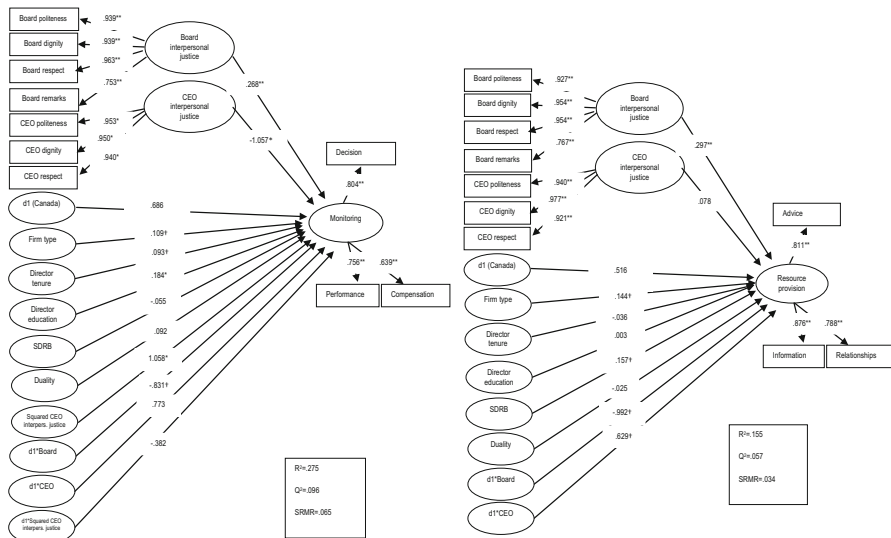 Board politeness
Board dignity
Board respect
Board remarks
CEO politeness
CEO dignity
CEO respect
.939**
.939**
.963**
.753**
.953*
.950*
.940*
Board
interpersonal
justice
CEO
interpersonal
justice
.268**
-1.057*
Decision
.804**
Monitoring
.756**
.639**
Performance
Compensation
d1 (Canada)
Firm type
Director
tenure
Director
education
SDRB
Duality
Squared CEO
interpers. justice
d1*Board
d1*CEO
d1*Squared CEO
interpers. justice
.686
.109†
.093†
.184*
-.055
.092
1.058*
-.831†
.773
-.382
R²=.275
Q²=.096
SRMR=.065
Board politeness
Board dignity
Board respect
Board remarks
CEO politeness
CEO dignity
CEO respect
.927**
.954**
.954**
.767**
.940**
.977**
.921**
Board
interpersonal
justice
CEO
interpersonal
justice
.297**
.078
Advice
.811**
Resource
provision
.876**
.788**
Information
Relationships
d1 (Canada)
Firm type
Director
tenure
Director
education
SDRB
Duality
d1*Board
d1*CEO
.516
.144†
-.036
.003
.157†
-.025
-.992†
.629†
R²=.155
Q²=.057
SRMR=.034